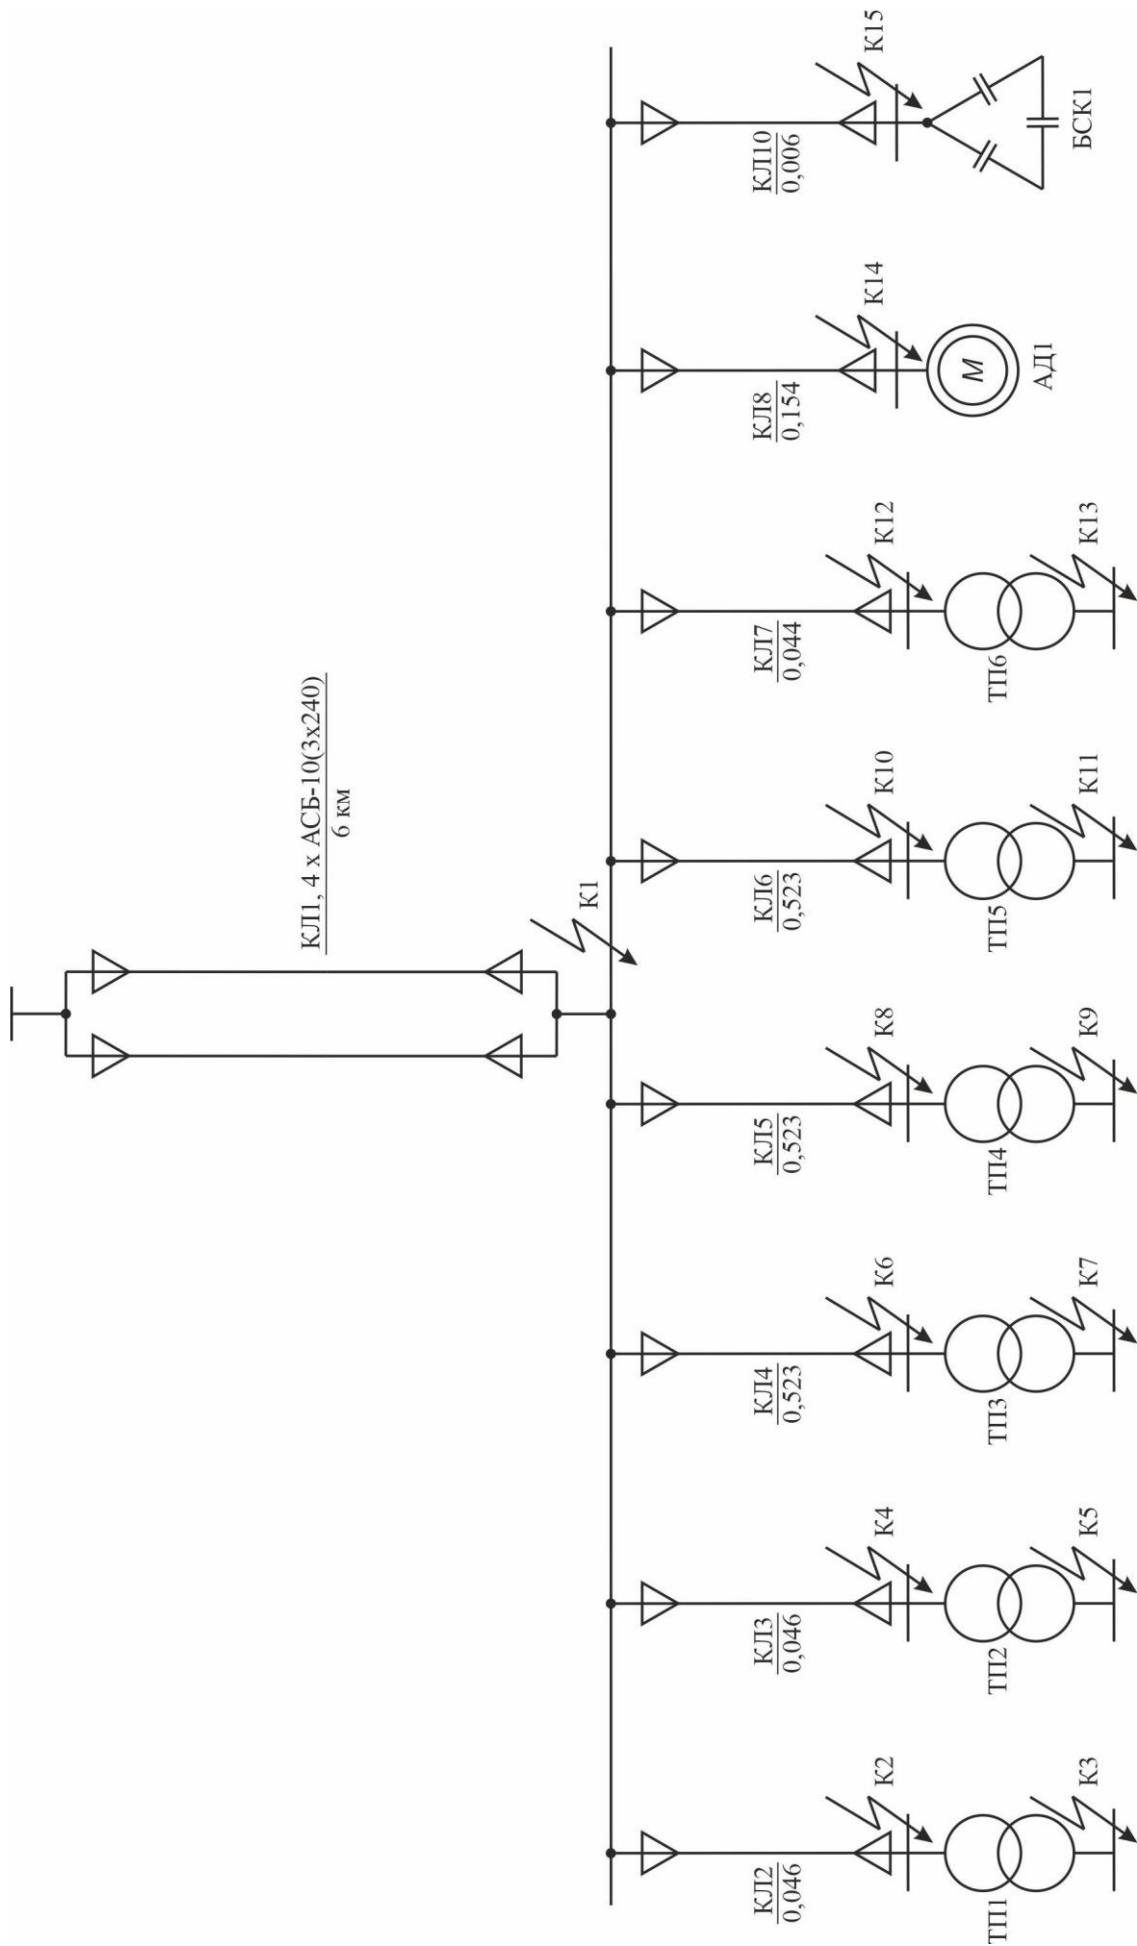 КЛ1, 4 х АСБ-10(3х240)
6 км
К1
КЛ2
0,046
К2
ТП1
К3
КЛ3
0,046
К4
ТП2
К5
КЛ4
0,523
К6
ТП3
К7
КЛ5
0,523
К8
ТП4
К9
КЛ6
0,523
К10
ТП5
К11
КЛ7
0,044
К12
ТП6
К13
КЛ8
0,154
К14
М
АД1
КЛ10
0,006
К15
БСК1